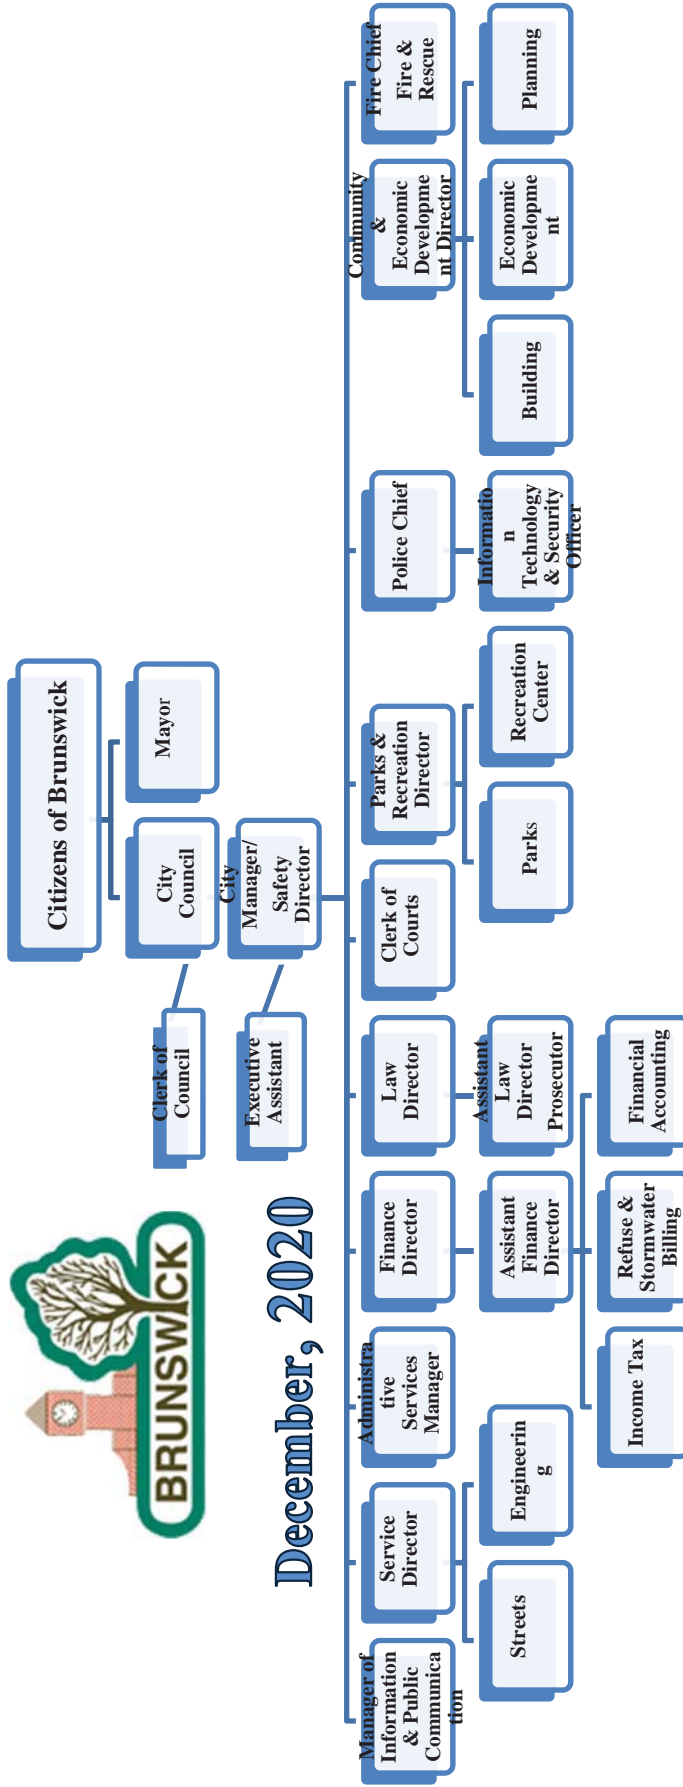 BRUNSWICK
December, 2020
Citizens of Brunswick
City
Council
Mayor
Clerk of
Council
City
Manager/
Safety
Director
Executive
Assistant
Manager of
Information
& Public
Communica
tion
Service
Director
Administra
tive
Services
Manager
Finance
Director
Law
Director
Clerk of
Courts
Parks &
Recreation
Director
Police Chief
Community
&
Economic
Developme
nt Director
Fire Chief
Fire &
Rescue
Streets
Engineerin
g
Assistant
Finance
Director
Assistant
Law
Director
Prosecutor
Parks
Recreation
Center
Informatio
n
Technology
& Security
Officer
Building
Economic
Developme
nt
Planning
Income Tax
Refuse &
Stormwater
Billing
Financial
Accounting